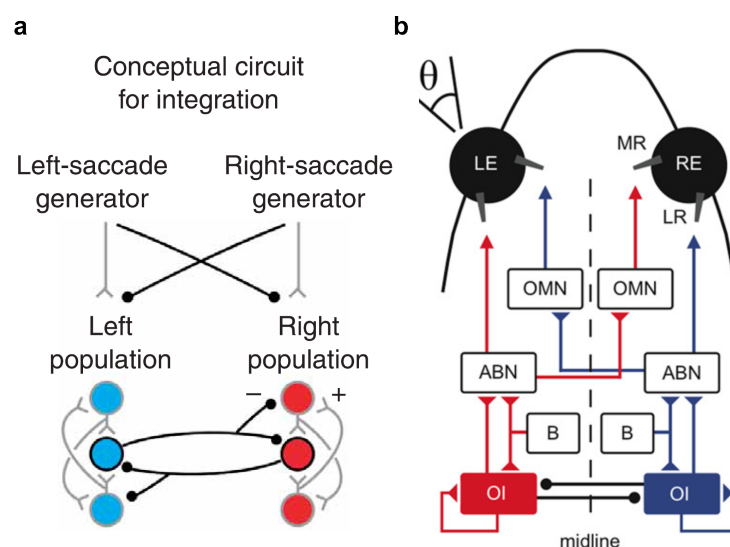 a
Conceptual circuit
for integration
Left-saccade
generator
Right-saccade
generator
Left
population
Right
population
− +
b
θ
LE
MR
RE
LR
OMN
OMN
ABN
ABN
B
B
OI
OI
midline